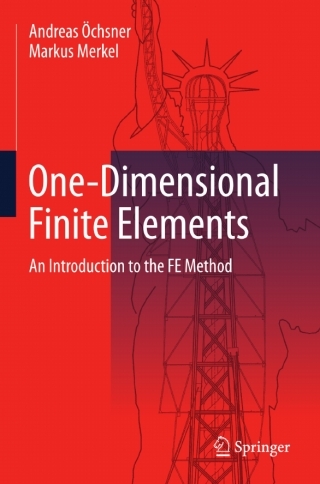 Andreas Öchsner
Markus Merkel
One-Dimensional
Finite Elements
An Introduction to the FE Method
Springer